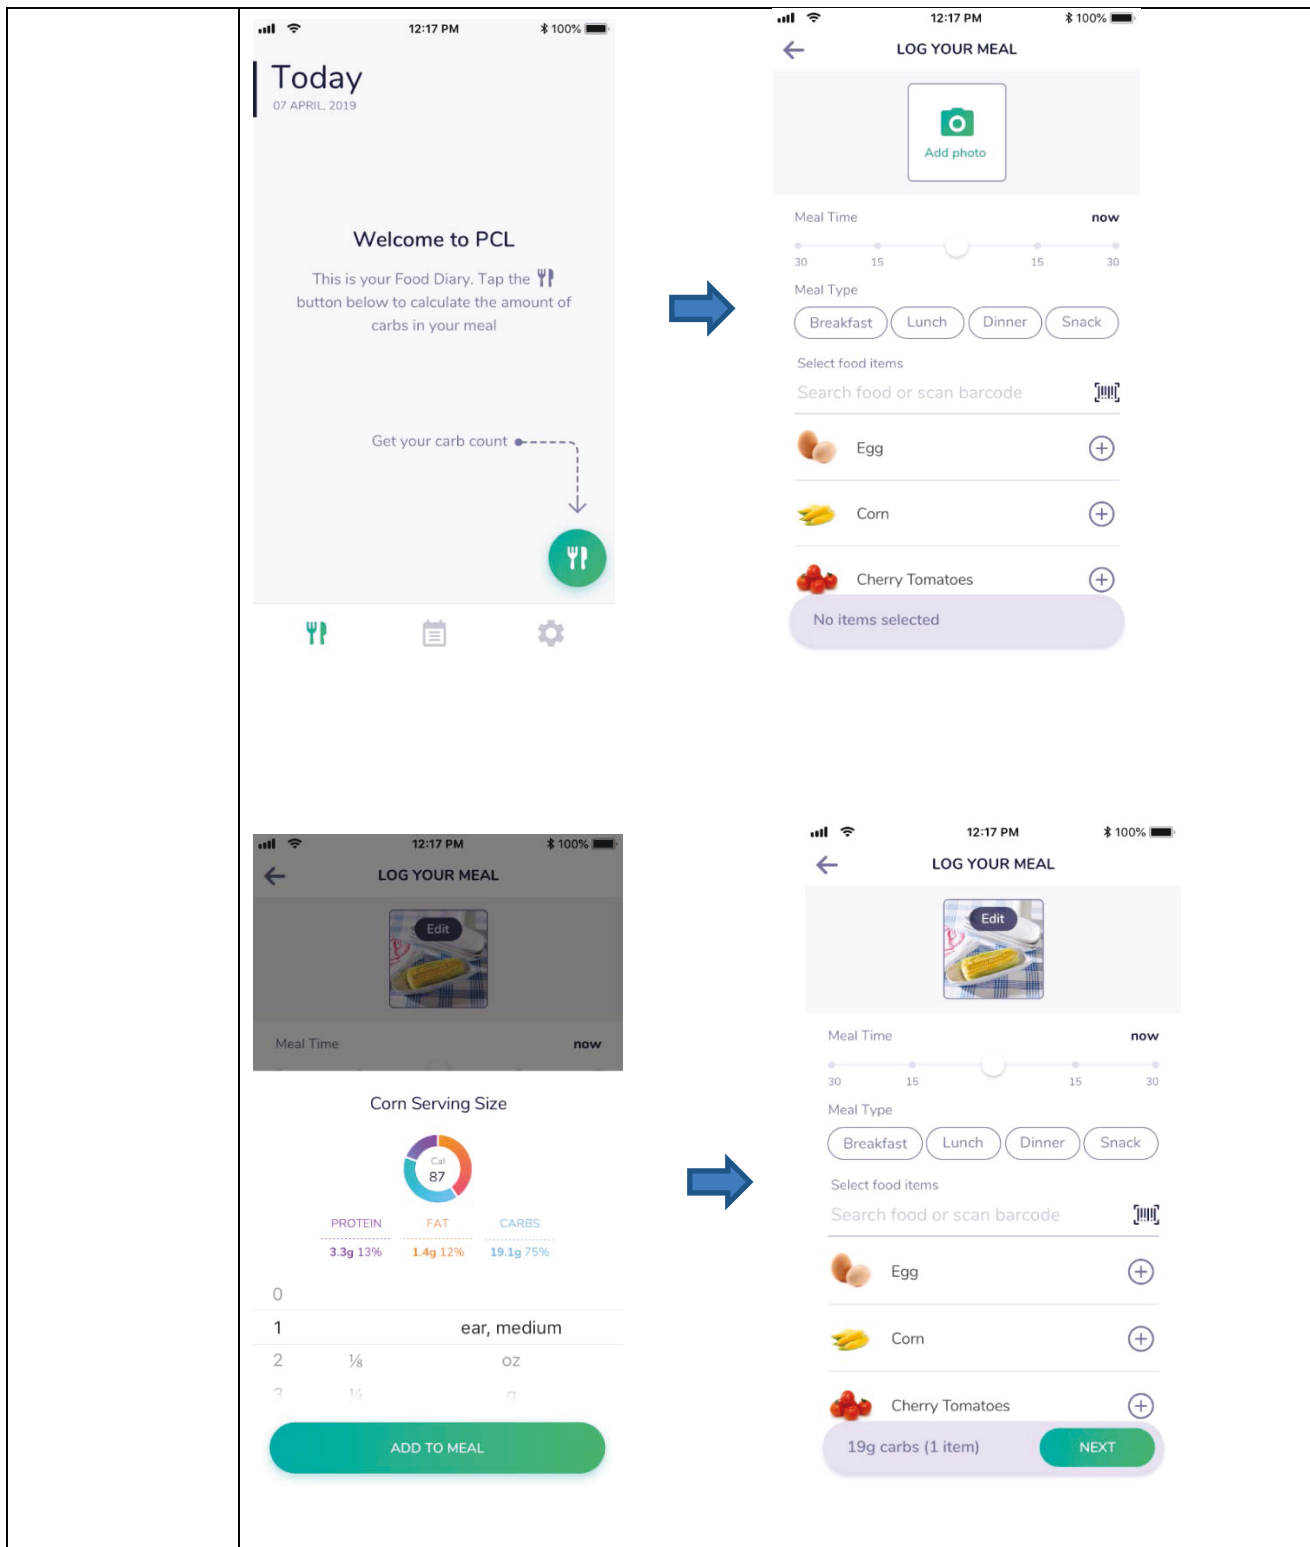 12:17 PM
100%
Today
07 APRIL, 2019
Welcome to PCL
This is your Food Diary. Tap the
button below to calculate the amount of
carbs in your meal
Get your carb count
12:17 PM
100%
LOG YOUR MEAL
Add photo
Meal Time now
30 15 15 30
Meal Type
Breakfast Lunch Dinner Snack
Select food items
Search food or scan barcode
Egg
Corn
Cherry Tomatoes
No items selected
12:17 PM
100%
LOG YOUR MEAL
Edit
Meal Time now
Corn Serving Size
Cal
87
PROTEIN FAT CARBS
3.3g 13% 1.4g 12% 19.1g 75%
0
1 ear, medium
2 ⅛ oz
3 ¼ g
ADD TO MEAL
12:17 PM
100%
LOG YOUR MEAL
Edit
Meal Time now
30 15 15 30
Meal Type
Breakfast Lunch Dinner Snack
Select food items
Search food or scan barcode
Egg
Corn
Cherry Tomatoes
19g carbs (1 item) NEXT